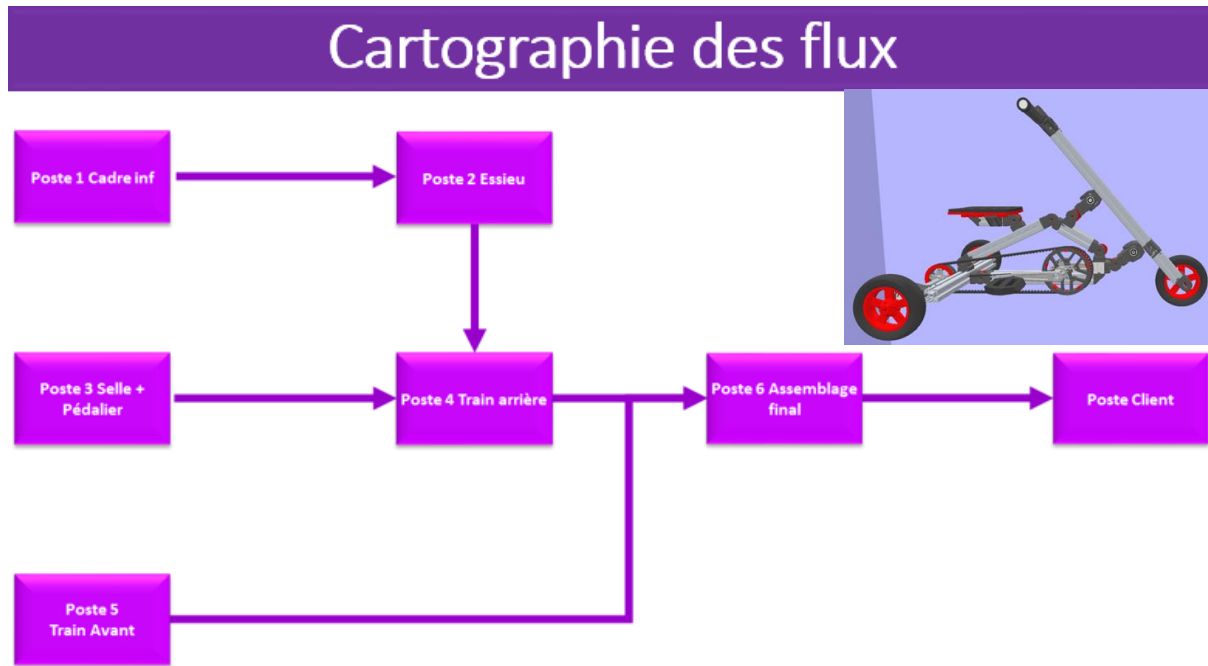 Cartographie des flux
Poste 1 Cadre inf
Poste 2 Essieu
Poste 3 Selle +
Pédalier
Poste 4 Train arrière
Poste 6 Assemblage
final
Poste Client
Poste 5
Train Avant